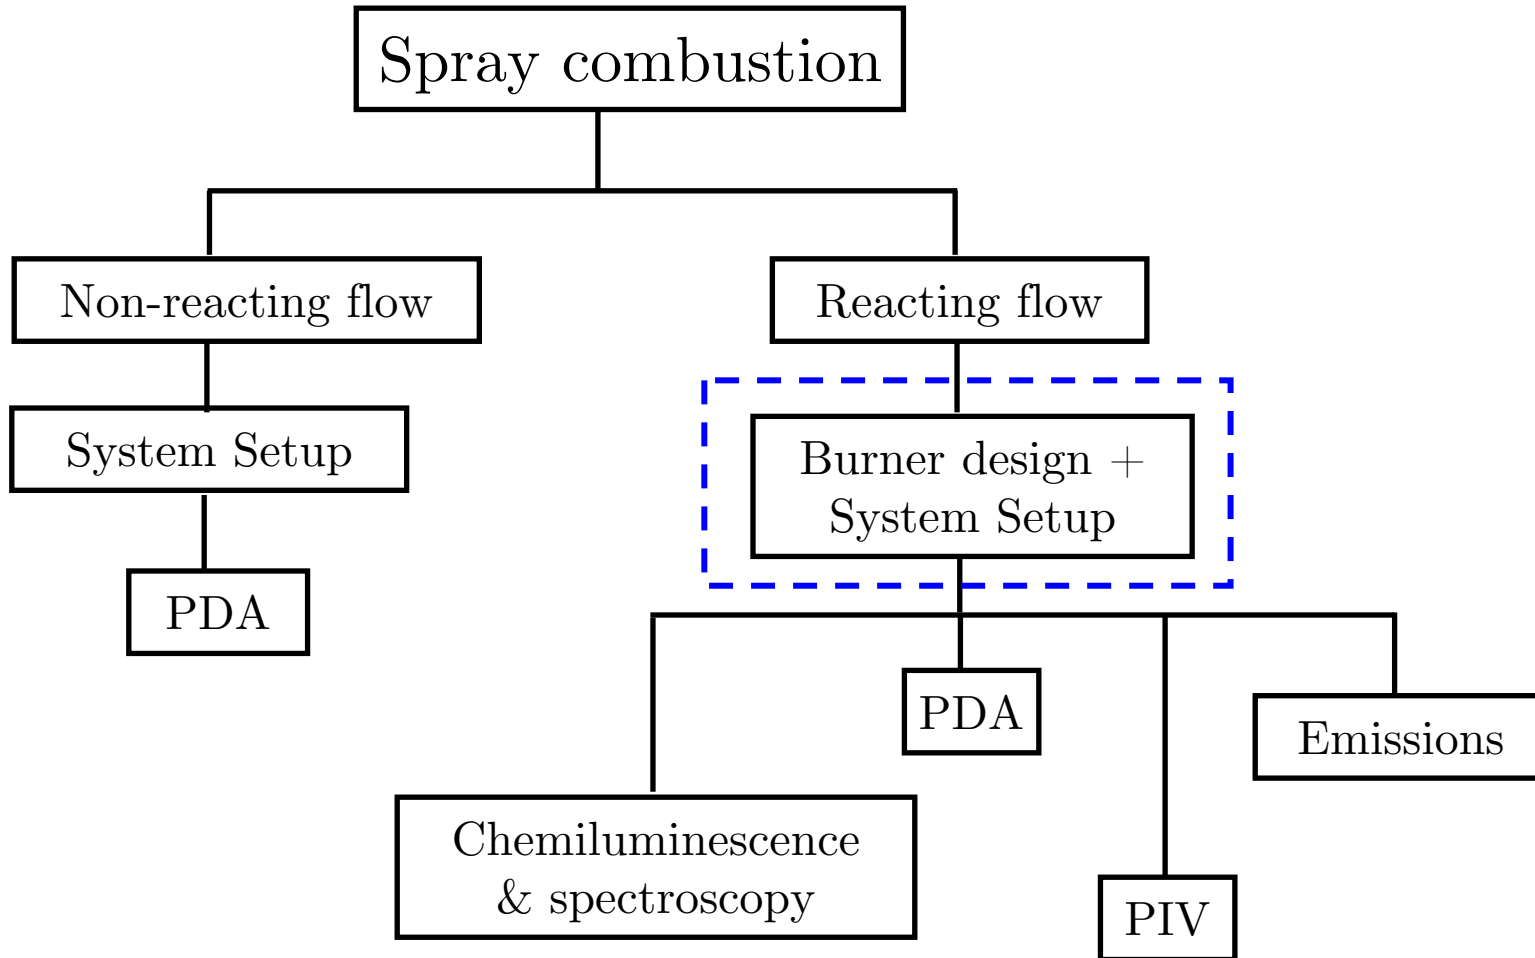 Spray combustion
Non-reacting flow
Reacting flow
System Setup
Burner design +
System Setup
PDA
PDA
Emissions
Chemiluminescence
& spectroscopy
PIV